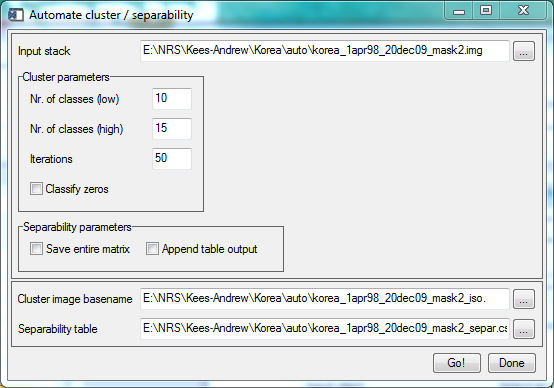 Automate cluster / separability
Input stack E:\NRS\Kees-Andrew\Korea\auto\korea_1apr98_20dec09_mask2.img ...
Cluster parameters
Nr. of classes (low) 10
Nr. of classes (high) 15
Iterations 50
Classify zeros
Separability parameters
Save entire matrix Append table output
Cluster image basename E:\NRS\Kees-Andrew\Korea\auto\korea_1apr98_20dec09_mask2_iso. ...
Separability table E:\NRS\Kees-Andrew\Korea\auto\korea_1apr98_20dec09_mask2_separ.cs ...
Go! Done